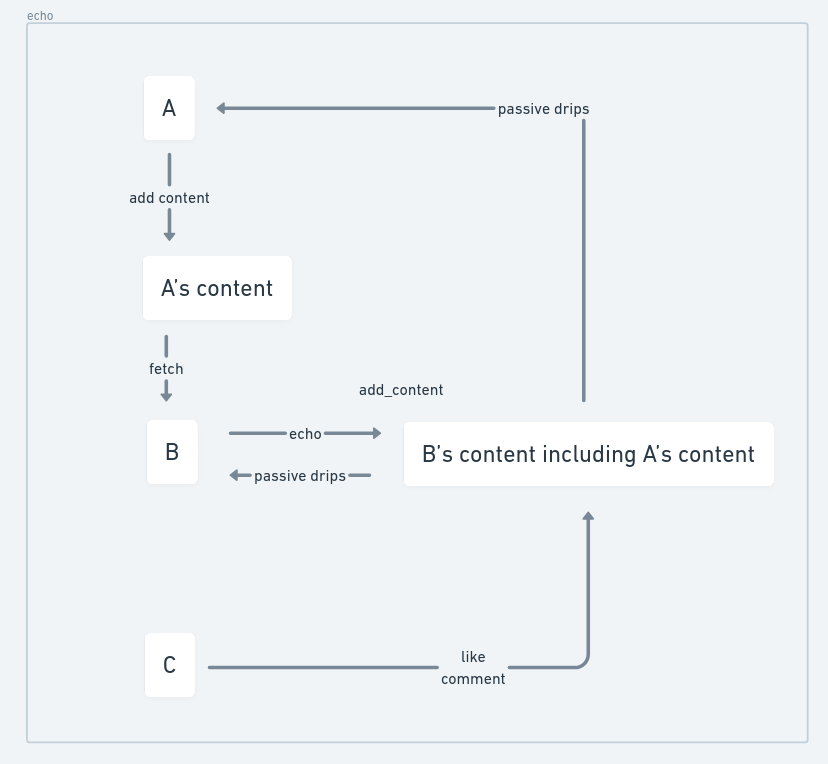 echo
A
passive drips
add content
A’s content
fetch
add_content
B
echo
passive drips
B’s content including A’s content
C
like
comment